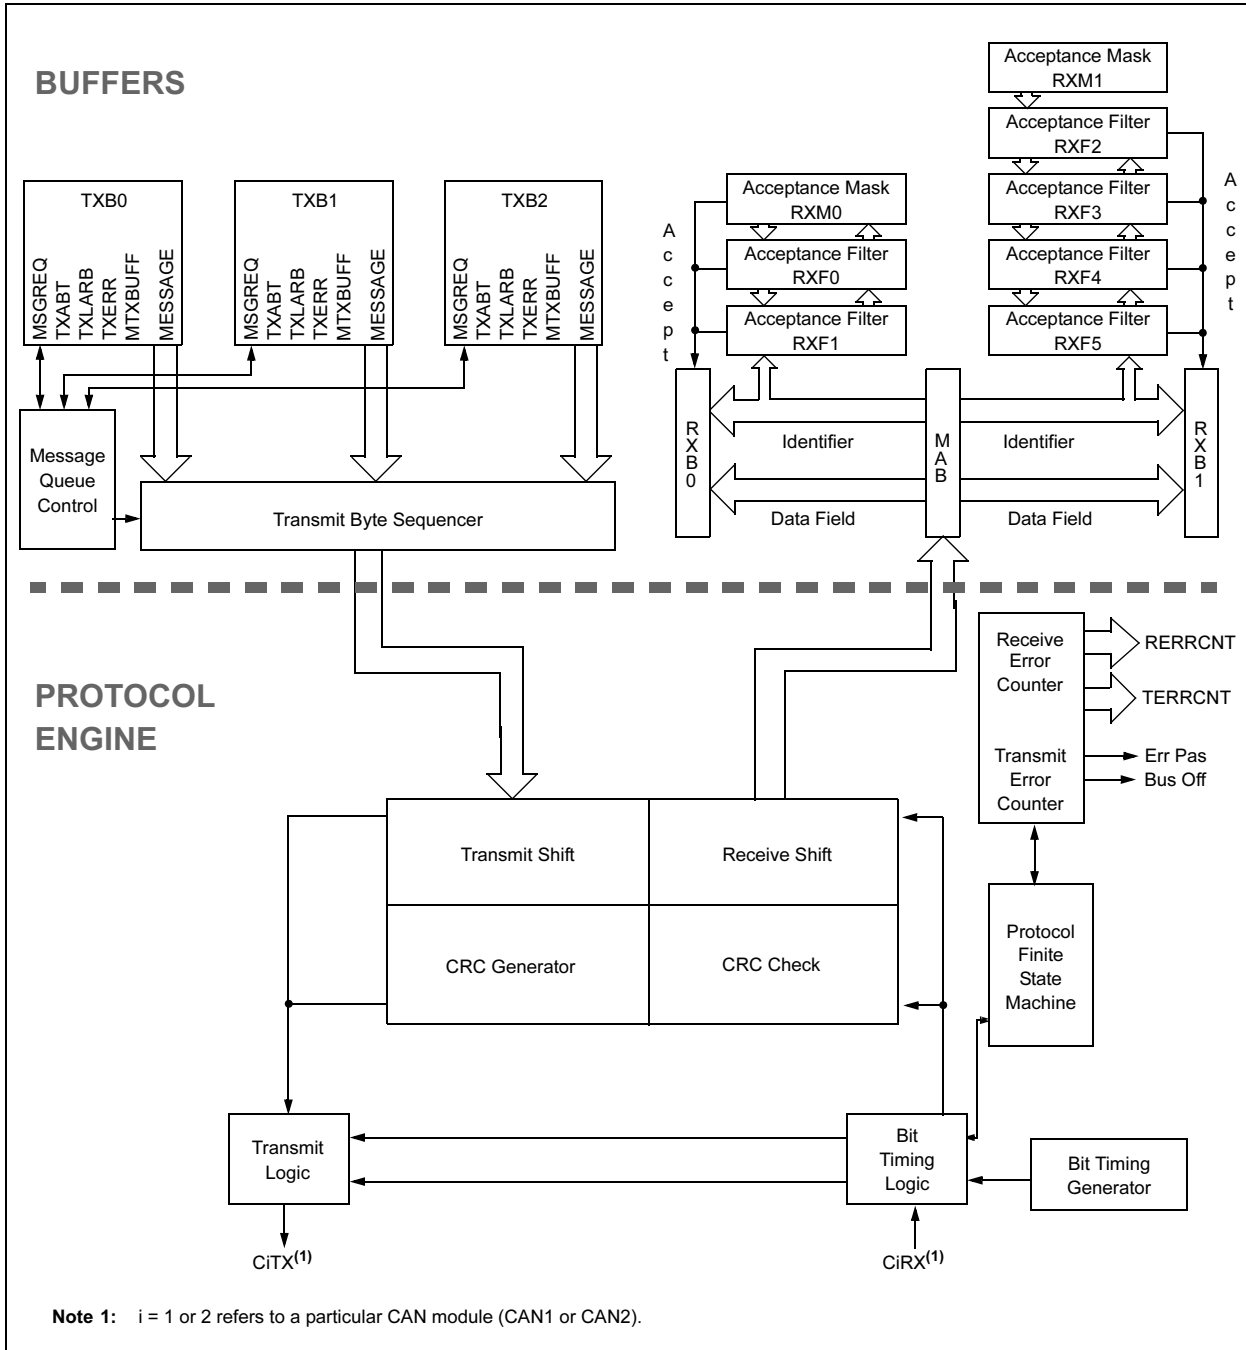 BUFFERS
Acceptance Mask
RXM1
Acceptance Filter
RXF2
Acceptance Filter
RXF3
Acceptance Filter
RXF4
Acceptance Filter
RXF5
Accept
Acceptance Mask
RXM0
Acceptance Filter
RXF0
Acceptance Filter
RXF1
Accept
TXB0
MSGREQ
TXABT
TXLARB
TXERR
MTXBUFF
MESSAGE
TXB1
MSGREQ
TXABT
TXLARB
TXERR
MTXBUFF
MESSAGE
TXB2
MSGREQ
TXABT
TXLARB
TXERR
MTXBUFF
MESSAGE
Message
Queue
Control
Transmit Byte Sequencer
RXB0
Identifier
Data Field
MAB
Identifier
Data Field
RXB1
PROTOCOL
ENGINE
Receive
Error
Counter
RERRCNT
TERRCNT
Transmit
Error
Counter
Err Pas
Bus Off
Transmit Shift
Receive Shift
CRC Generator
CRC Check
Protocol
Finite
State
Machine
Transmit
Logic
Bit
Timing
Logic
Bit Timing
Generator
CiTX(1)
CiRX(1)
Note 1: i = 1 or 2 refers to a particular CAN module (CAN1 or CAN2).